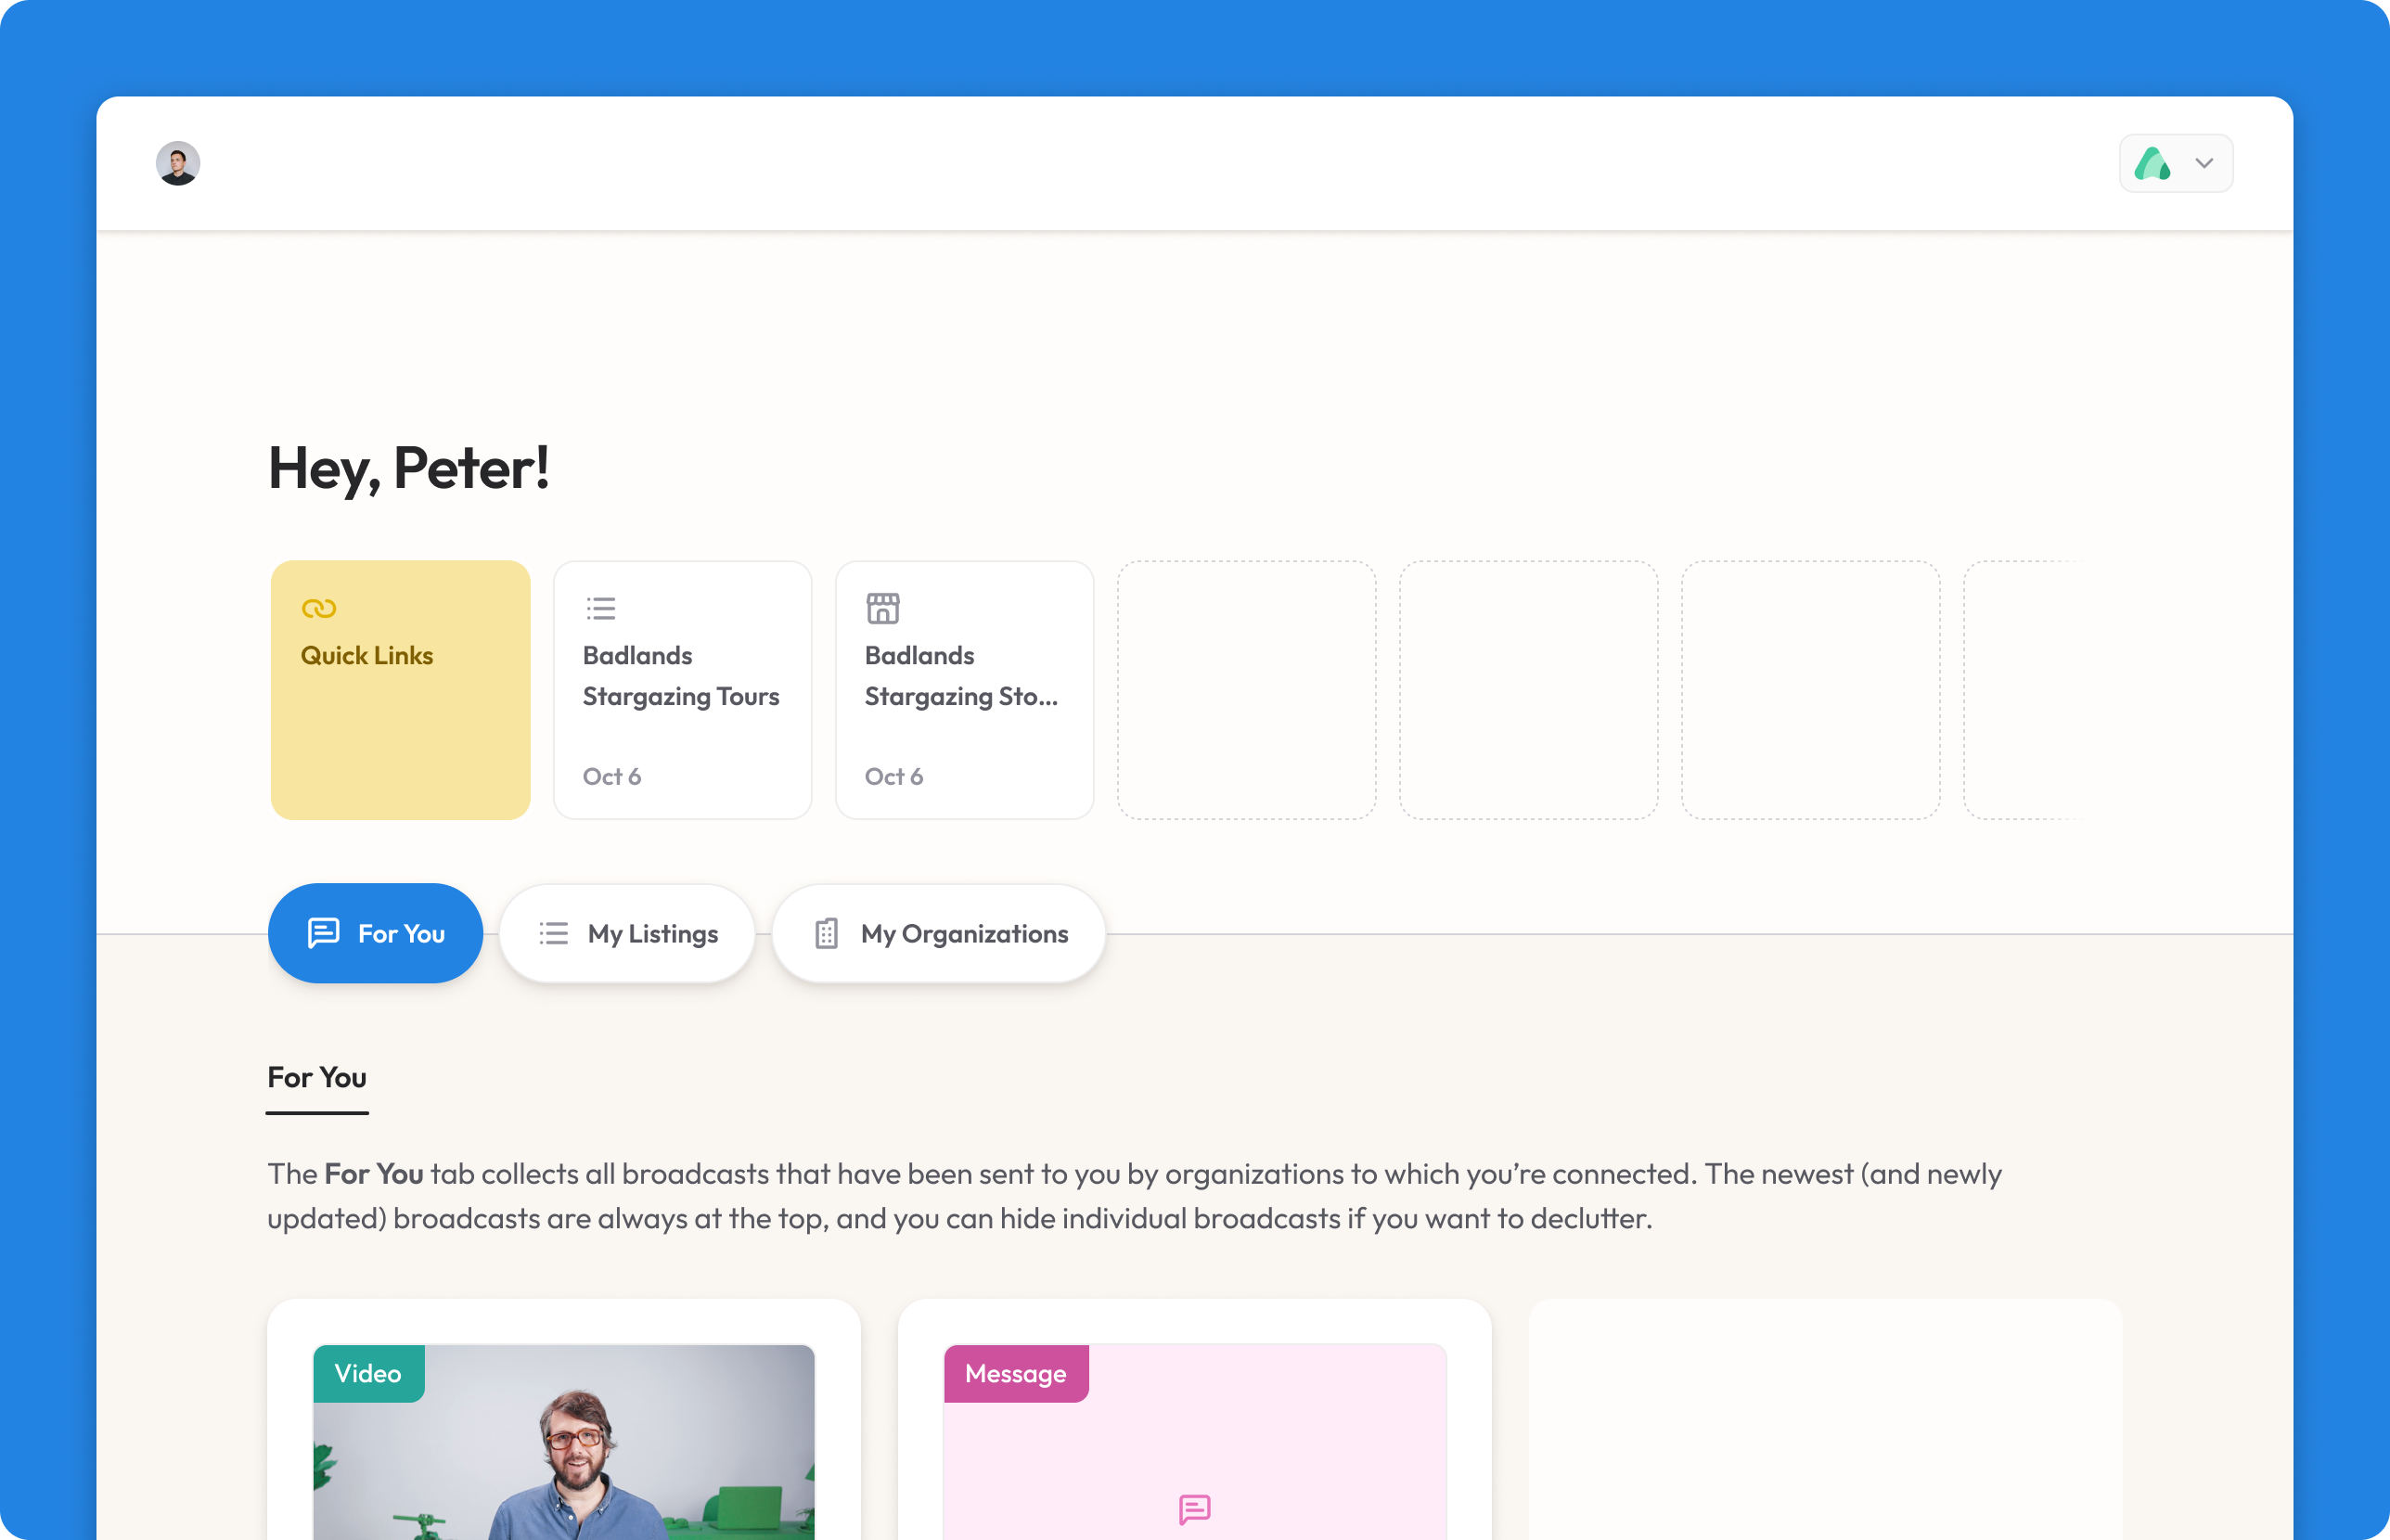 Hey, Peter!
Quick Links
Badlands
Stargazing Tours
Oct 6
Badlands
Stargazing Sto...
Oct 6
For You
My Listings
My Organizations
For You
The For You tab collects all broadcasts that have been sent to you by organizations to which you’re connected. The newest (and newly
updated) broadcasts are always at the top, and you can hide individual broadcasts if you want to declutter.
Video
Message